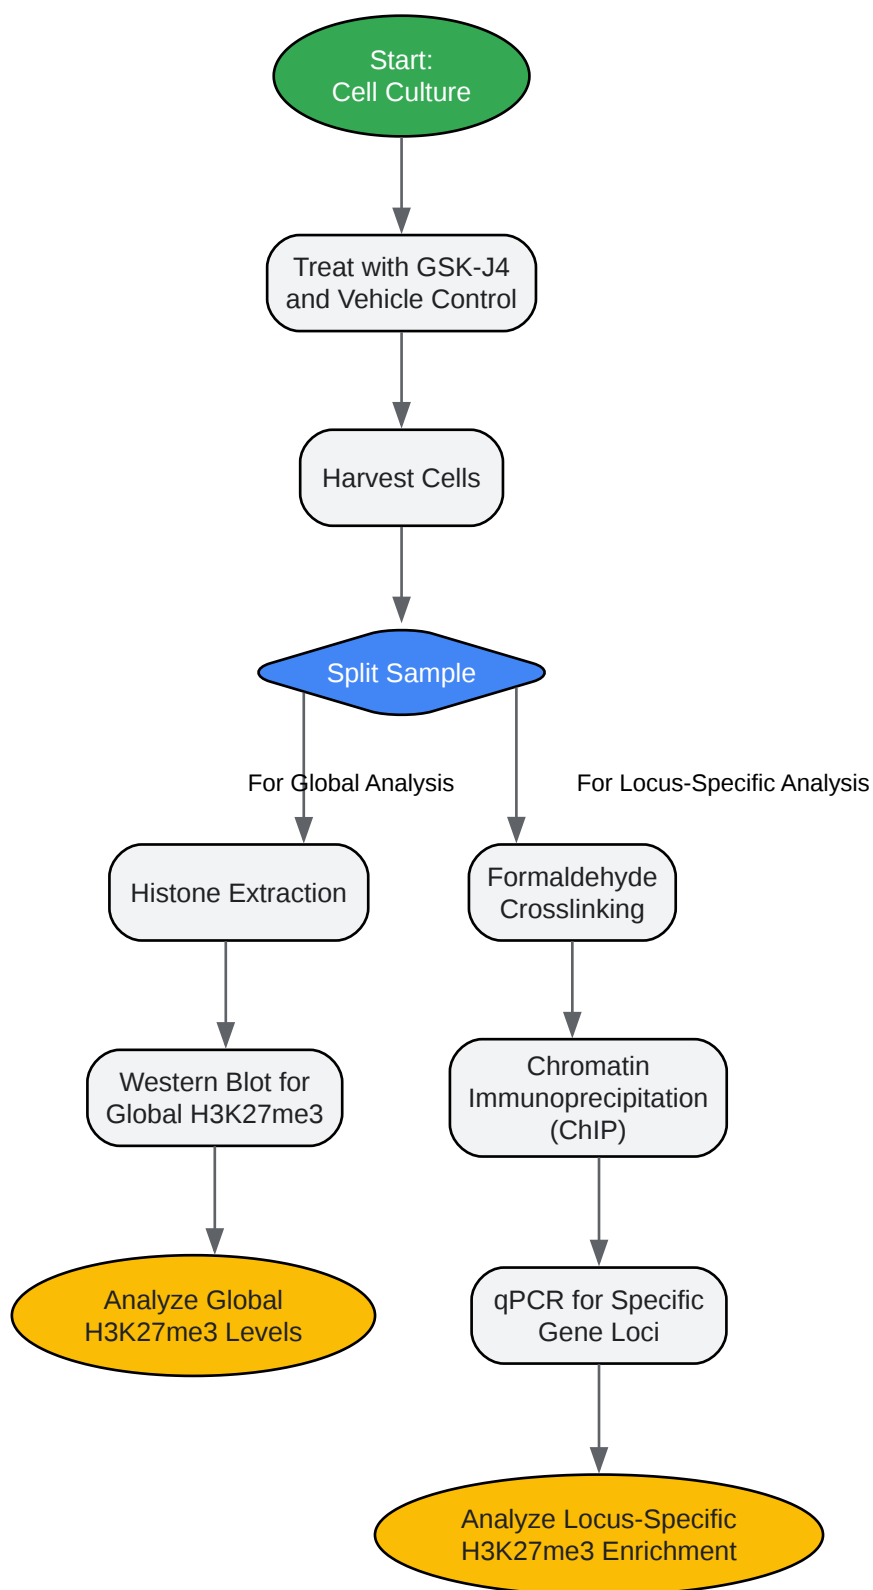 Start:
Cell Culture
Treat with GSK-J4
and Vehicle Control
Harvest Cells
Split Sample
For Global Analysis
For Locus-Specific Analysis
Histone Extraction
Formaldehyde
Crosslinking
Western Blot for
Global H3K27me3
Chromatin
Immunoprecipitation
(ChIP)
Analyze Global
H3K27me3 Levels
qPCR for Specific
Gene Loci
Analyze Locus-Specific
H3K27me3 Enrichment